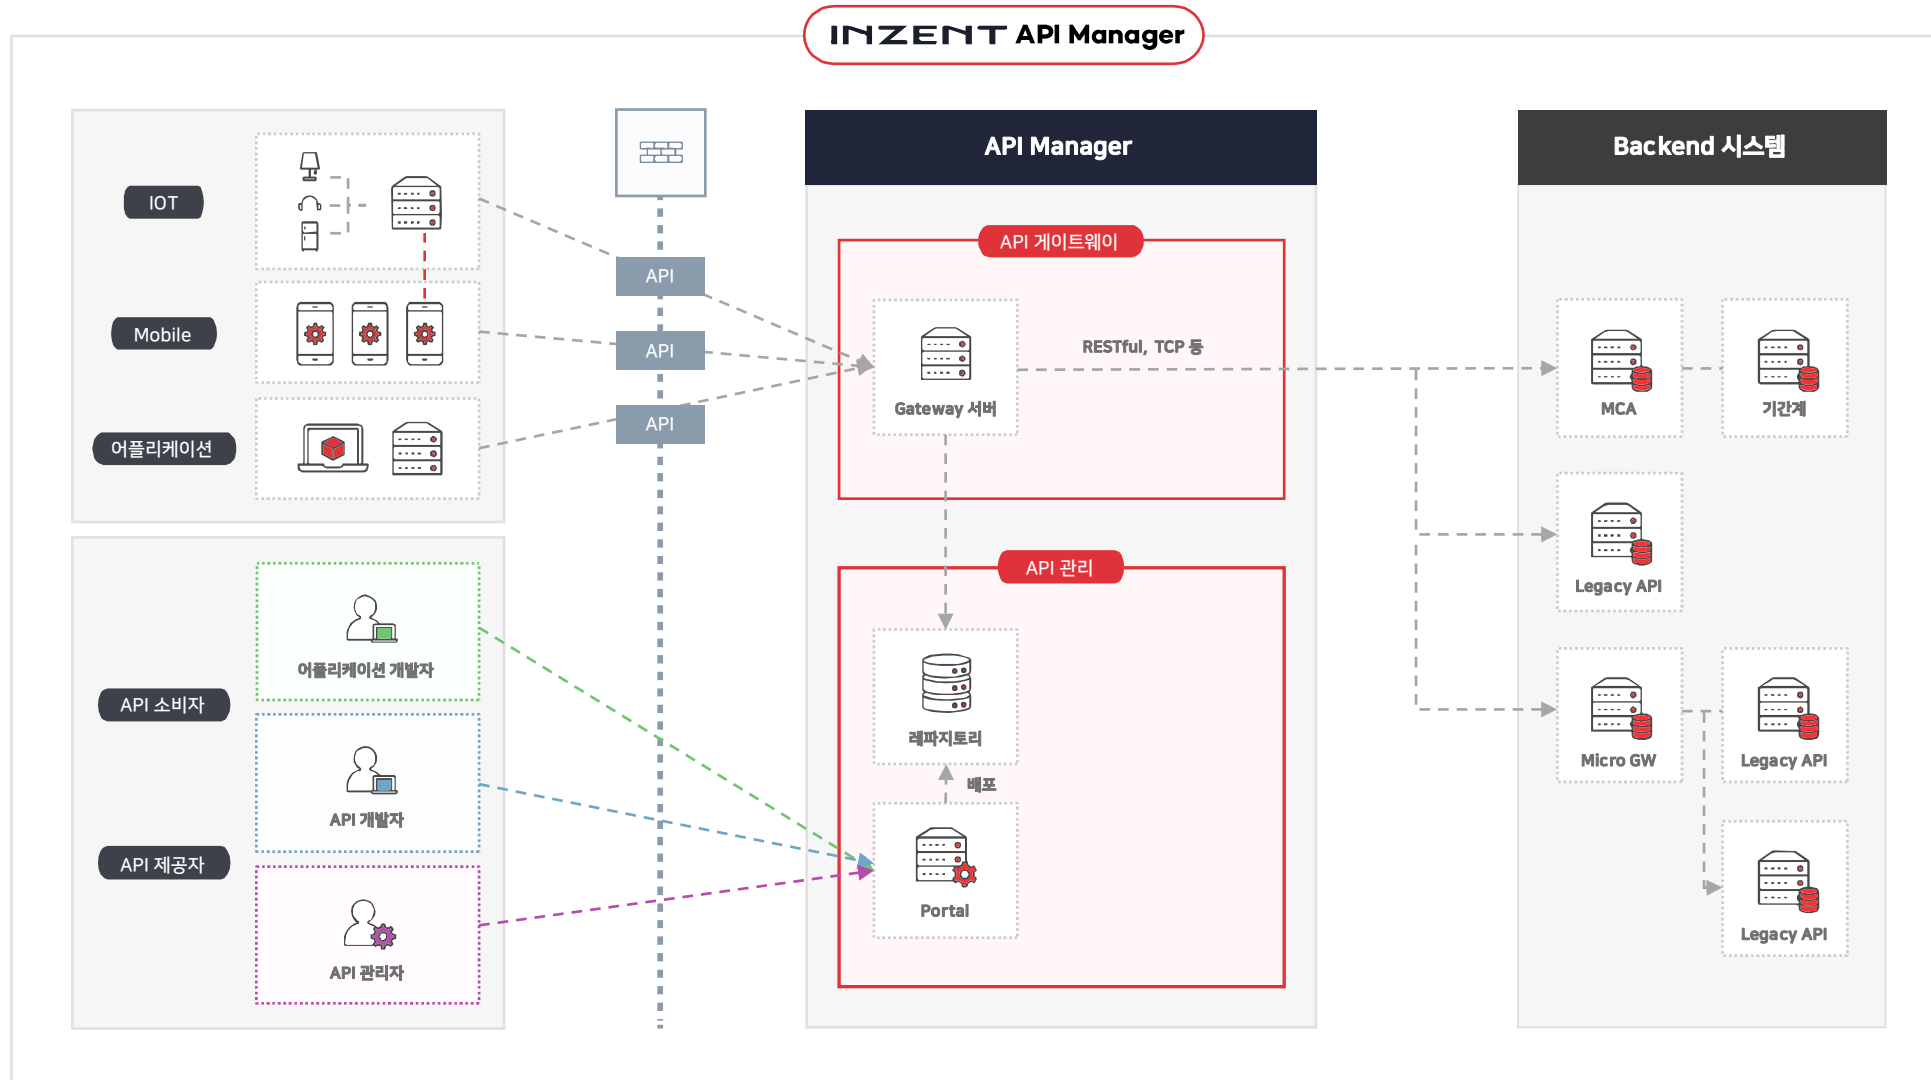 INZENT API Manager
IOT
Mobile
어플리케이션
API
API
API
API 소비자
API 제공자
어플리케이션 개발자
API 개발자
API 관리자
API Manager
API 게이트웨이
Gateway 서버
RESTful, TCP 등
API 관리
레파지토리
배포
Portal
Backend 시스템
MCA
기간계
Legacy API
Micro GW
Legacy API
Legacy API